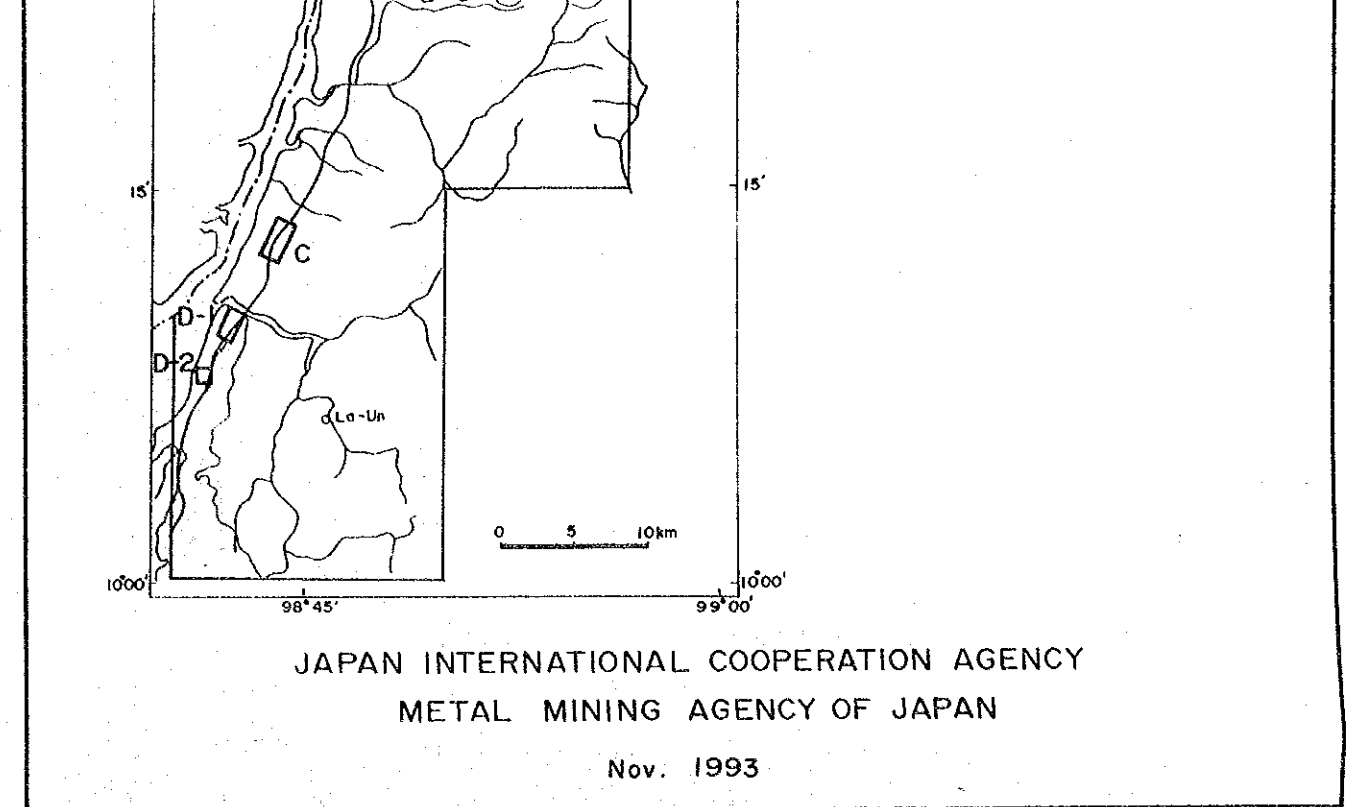 15' 15'
C
D-1
D-2
La-Un
0 5 10km
10°00' 10°00'
98°45' 99°00'
JAPAN INTERNATIONAL COOPERATION AGENCY
METAL MINING AGENCY OF JAPAN
Nov. 1993